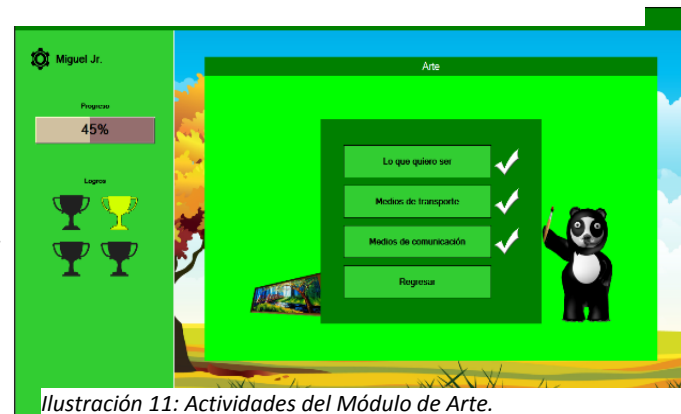 Miguel Jr.
Progreso
45%
Logros
Arte
Lo que quiero ser
Medios de transporte
Medios de comunicación
Regresar
Ilustración 11: Actividades del Módulo de Arte.